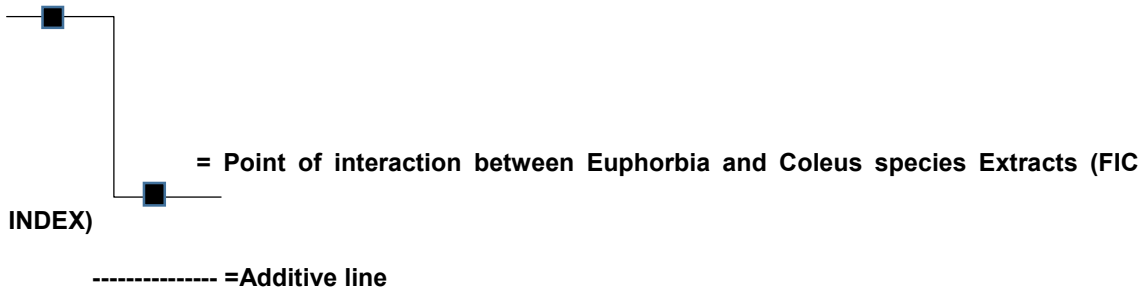 = Point of interaction between Euphorbia and Coleus species Extracts (FIC
INDEX)
--------------- =Additive line